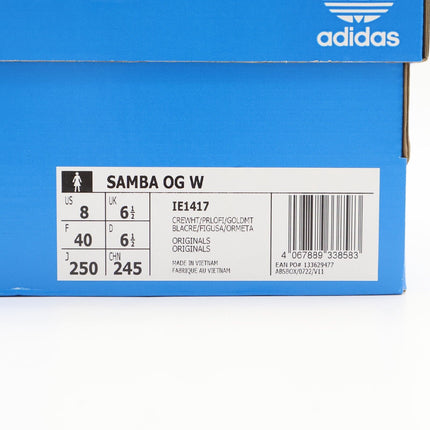 adidas
SAMBA OG W
US 8 UK 6½
F 40 D 6½
J 250 CHN 245
IE1417
CREWHT/PRLOFI/GOLDMT
BLACRE/FIGUSA/ORMETA
ORIGINALS
ORIGINALS
MADE IN VIETNAM
FABRIQUE AU VIETNAM
4 067889 338583
EAN PO# 133629477
ABSBOX/0722/V11